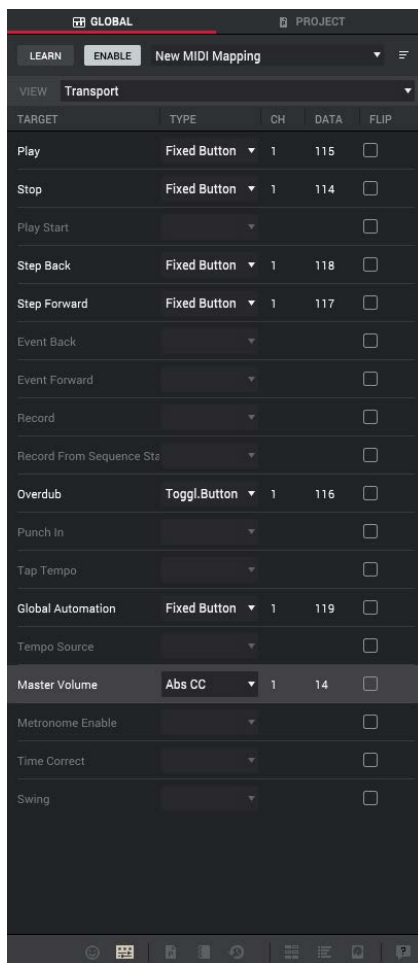 GLOBAL PROJECT
LEARN ENABLE New MIDI Mapping
VIEW Transport
TARGET TYPE CH DATA FLIP
Play Fixed Button 1 115
Stop Fixed Button 1 114
Play Start
Step Back Fixed Button 1 118
Step Forward Fixed Button 1 117
Event Back
Event Forward
Record
Record From Sequence Sta
Overdub Toggl.Button 1 116
Punch In
Tap Tempo
Global Automation Fixed Button 1 119
Tempo Source
Master Volume Abs CC 1 14
Metronome Enable
Time Correct
Swing